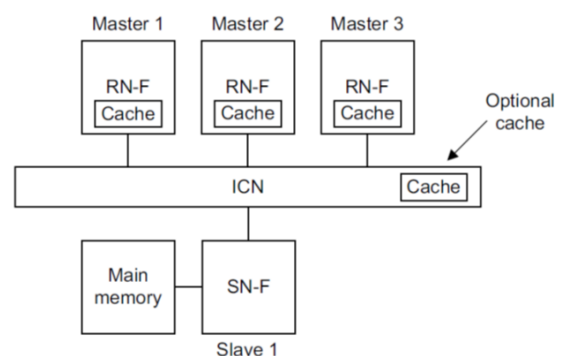 Master 1
Master 2
Master 3
RN-F
Cache
RN-F
Cache
RN-F
Cache
Optional
cache
ICN
Cache
Main
memory
SN-F
Slave 1